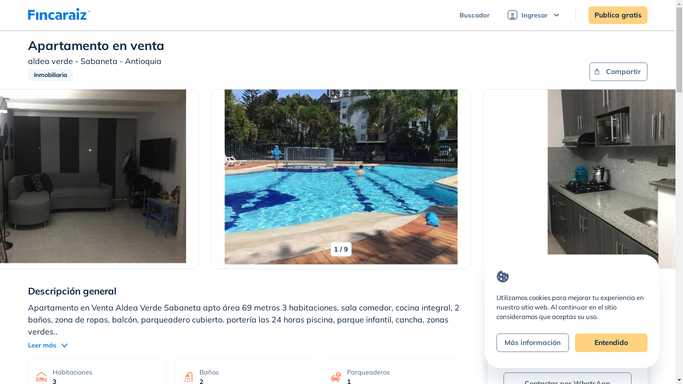 Fincaraiz
Buscador
Ingresar
Publica gratis
Apartamento en venta
aldea verde - Sabaneta - Antioquia
Inmobiliaria
Compartir
1 / 9
Descripción general
Apartamento en Venta Aldea Verde Sabaneta apto área 69 metros 3 habitaciones, sala comedor, cocina integral, 2
baños, zona de ropas, balcón, parqueadero cubierto. portería las 24 horas piscina, parque infantil, cancha, zonas
verdes..
Leer más
Habitaciones
3
Baños
2
Parqueaderos
1
Utilizamos cookies para mejorar tu experiencia en
nuestro sitio web. Al continuar en el sitio
consideramos que aceptas su uso.
Más información
Entendido
Contactar por WhatsApp